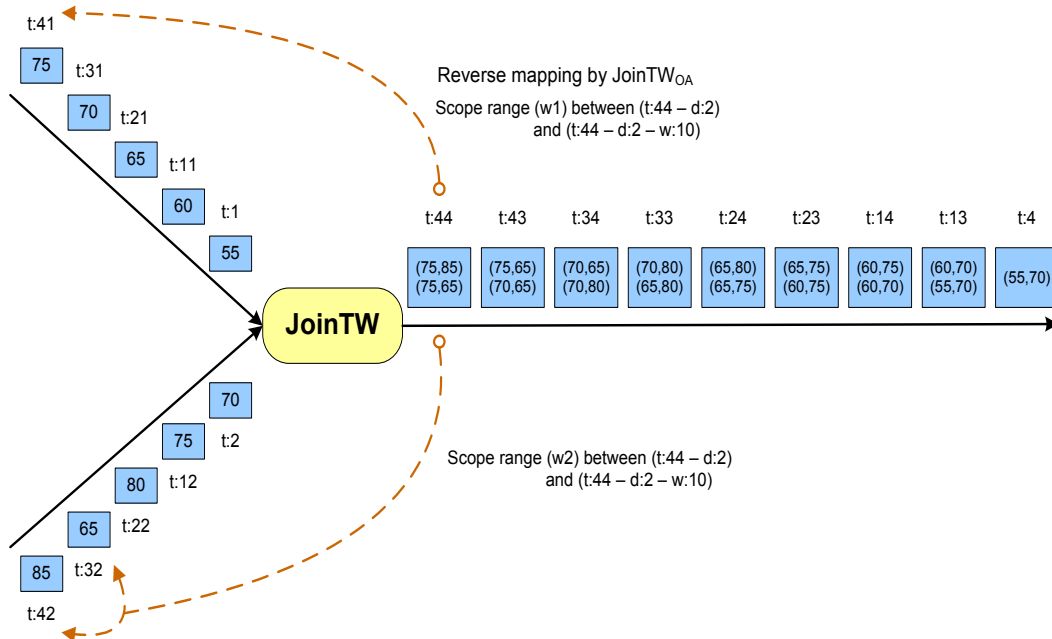 t:41
75
t:31
70
t:21
65
t:11
60
t:1
55
Reverse mapping by JoinTWOA
Scope range (w1) between (t:44 – d:2)
and (t:44 – d:2 – w:10)
t:44 t:43 t:34 t:33 t:24 t:23 t:14 t:13 t:4
(75,85) (75,65) (70,65) (70,80) (65,80) (65,75) (60,75) (60,70) (55,70)
(75,65) (70,65) (70,80) (65,80) (65,75) (60,75) (60,70) (55,70)
JoinTW
70
t:2
75
t:12
80
t:22
65
t:32
85
t:42
Scope range (w2) between (t:44 – d:2)
and (t:44 – d:2 – w:10)